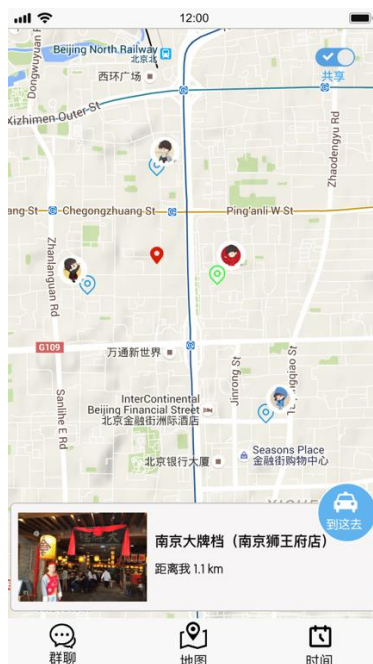 12:00
Beijing North Railway
北京北
西环广场
共享
Dongwuyuan
Xizhimen Outer St
Zhaodengyu Rd
ang St
Chegongzhuang St
Ping'anli W St
Zhanlanguan Rd
G109
万通新世界
Jinrong St
Sanlihe E Rd
InterContinental
Beijing Financial Street
北京金融街洲际酒店
Seasons Place
金融街购物中心
北京银行大厦
到这去
南京大牌档（南京狮王府店）
距离我 1.1 km
群聊
地图
时间